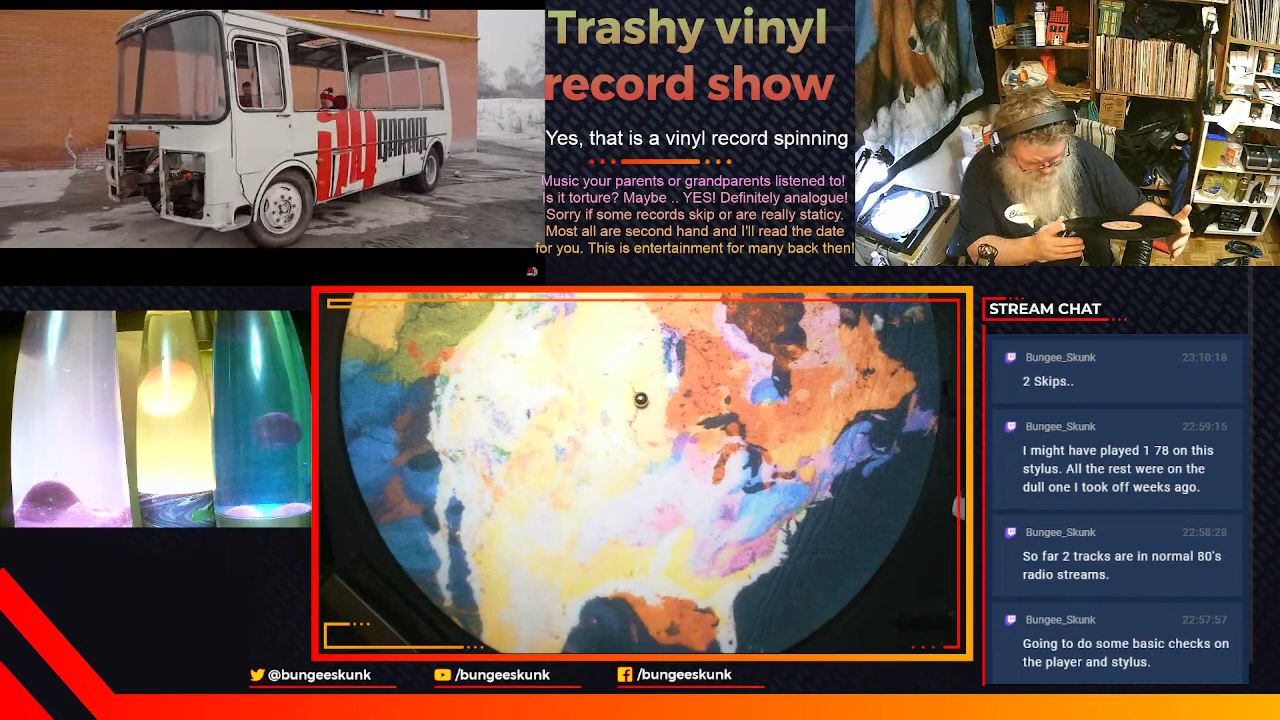 Trashy vinyl
record show
Yes, that is a vinyl record spinning
Music your parents or grandparents listened to!
Is it torture? Maybe .. YES! Definitely analogue!
Sorry if some records skip or are really staticy.
Most all are second hand and I'll read the date
for you. This is entertainment for many back then!
GARAGE
STREAM CHAT
Bungee_Skunk 23:10:18
2 Skips..
Bungee_Skunk 22:59:15
I might have played 1 78 on this
stylus. All the rest were on the
dull one I took off weeks ago.
Bungee_Skunk 22:58:28
So far 2 tracks are in normal 80's
radio streams.
Bungee_Skunk 22:57:57
Going to do some basic checks on
the player and stylus.
@bungeeskunk
/bungeeskunk
/bungeeskunk